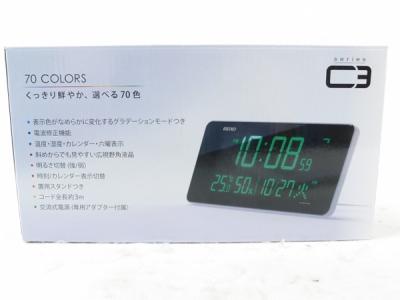 series
C3
70 COLORS
くっきり鮮やか、選べる70色
● 表示色がなめらかに変化するグラデーションモードつき
● 電波修正機能
● 温度・湿度・カレンダー・六曜表示
● 斜めからでも見やすい広視野角液晶
● 明るさ切替(強/弱)
● 時刻/カレンダー表示切替
● 置用スタンドつき
● コード全長約3m
● 交流式電源(専用アダプター付属)
SEIKO
10:08 59
25.0℃ 50% 10/27 火